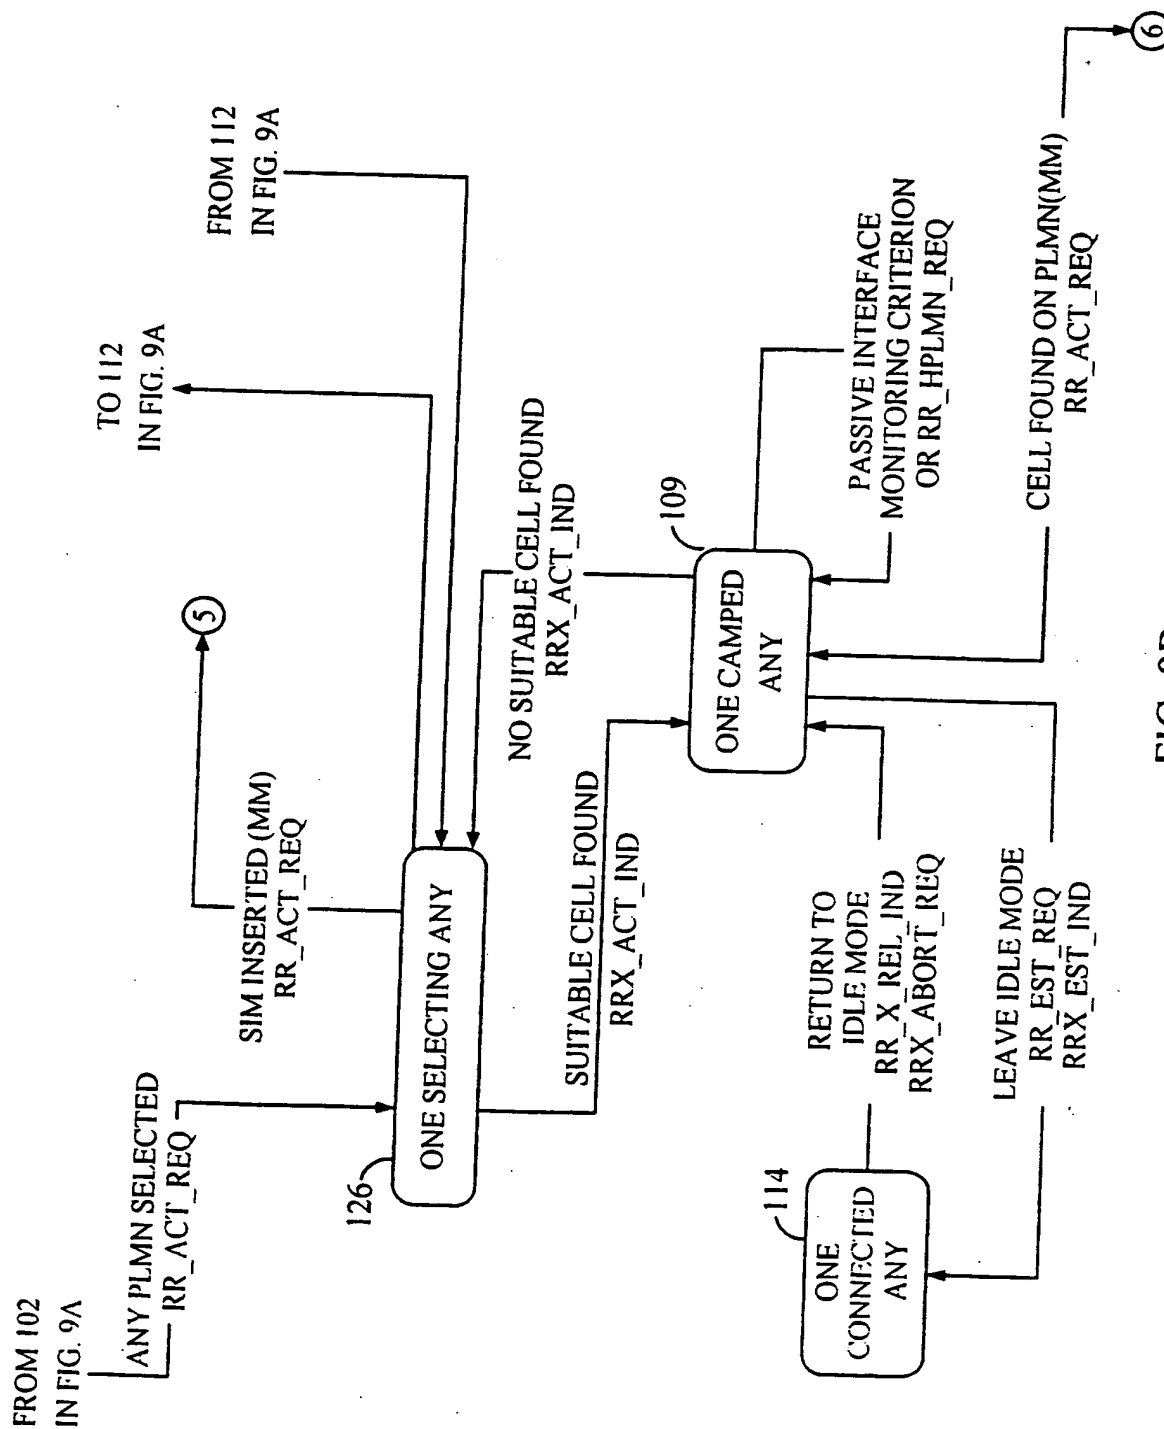 FROM 102
IN FIG. 9A
ANY PLMN SELECTED
RR_ACT_REQ
126
ONE SELECTING ANY
SIM INSERTED (MM)
RR_ACT_REQ
5
TO 112
IN FIG. 9A
FROM 112
IN FIG. 9A
SUITABLE CELL FOUND
RRX_ACT_IND
NO SUITABLE CELL FOUND
RRX_ACT_IND
109
ONE CAMPED
ANY
PASSIVE INTERFACE
MONITORING CRITERION
OR RR_HPLMN_REQ
114
ONE
CONNECTED
ANY
RETURN TO
IDLE MODE
RR_X_REL_IND
RRX_ABORT_REQ
LEAVE IDLE MODE
RR_EST_REQ
RRX_EST_IND
CELL FOUND ON PLMN(MM)
RR_ACT_REQ
6
FIG.